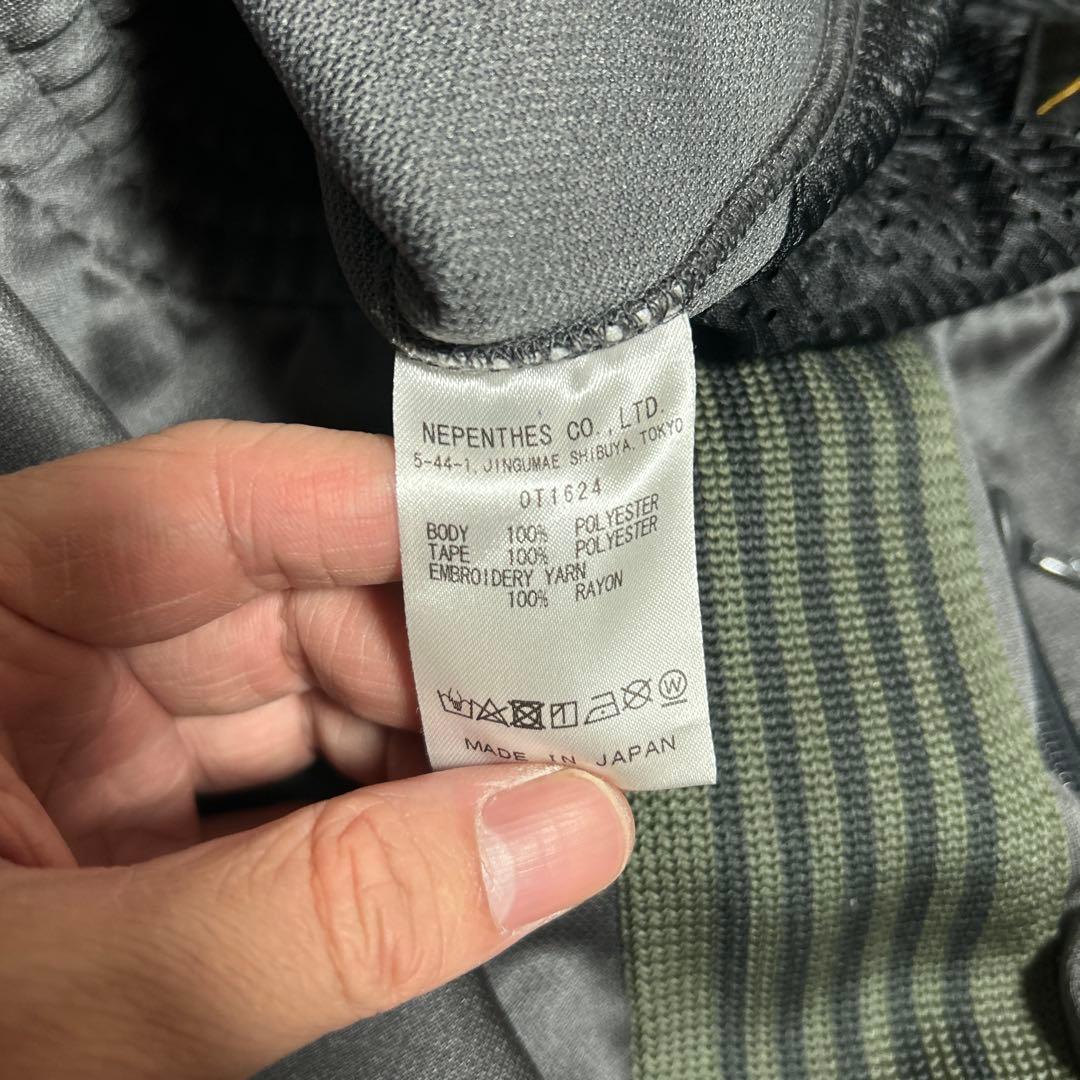 NEPENTHES CO.,LTD.
5-44-1, JINGUMAE SHIBUYA, TOKYO
OT1624
BODY 100% POLYESTER
TAPE 100% POLYESTER
EMBROIDERY YARN
100% RAYON
W
MADE IN JAPAN